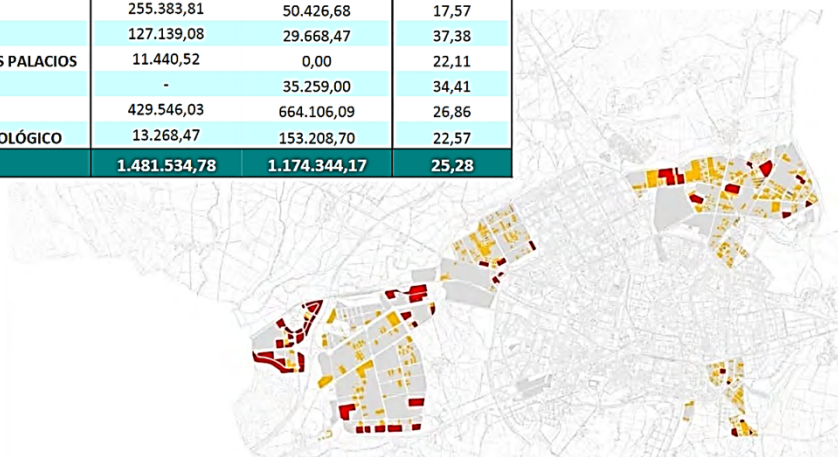 255.383,81 50.426,68 17,57
127.139,08 29.668,47 37,38
S PALACIOS 11.440,52 0,00 22,11
- 35.259,00 34,41
429.546,03 664.106,09 26,86
OLÓGICO 13.268,47 153.208,70 22,57
1.481.534,78 1.174.344,17 25,28